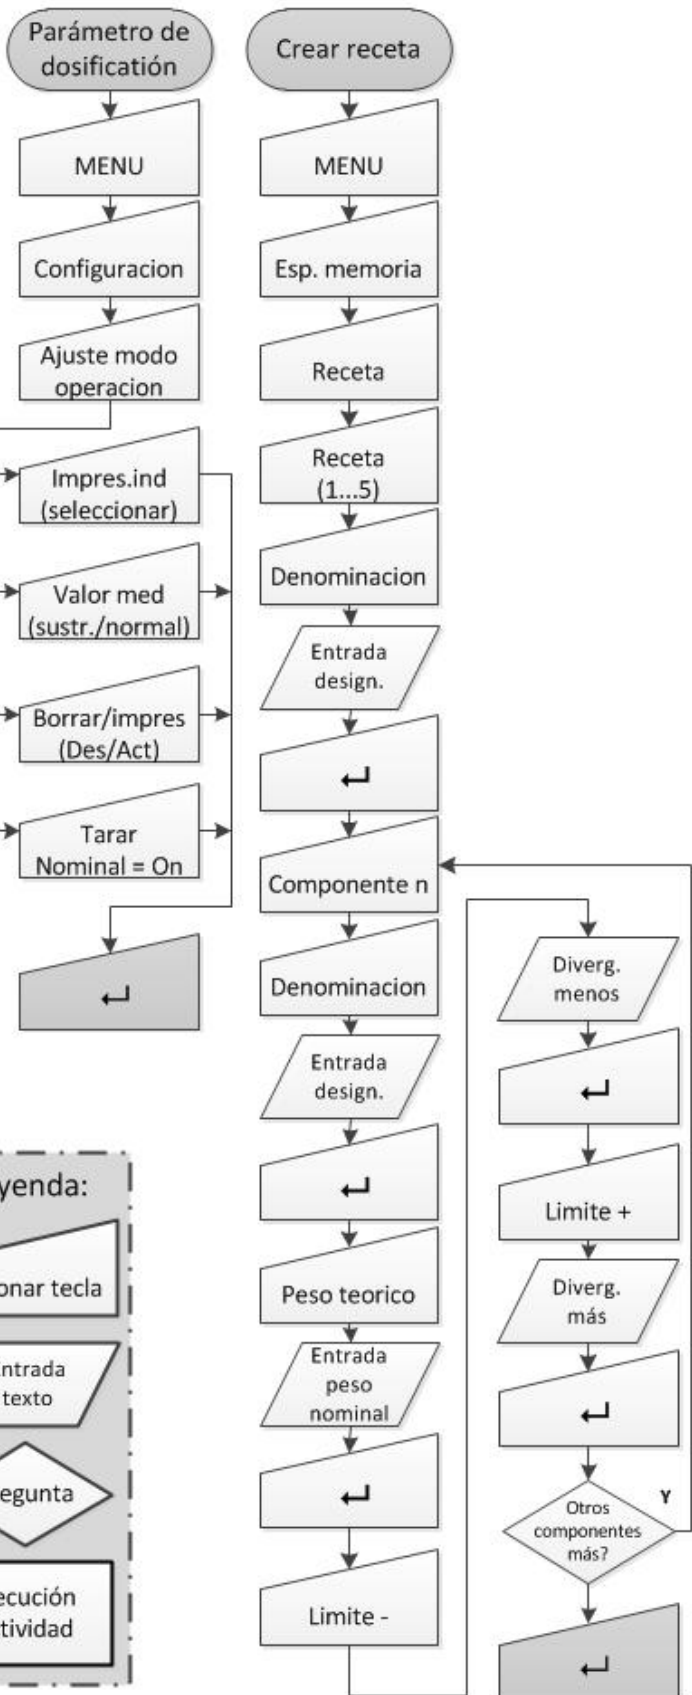 Parámetro de
dosificatión
MENU
Configuracion
Ajuste modo
operacion
Impres.ind
(seleccionar)
Valor med
(sustr./normal)
Borrar/impres
(Des/Act)
Tarar
Nominal = On
↵
Crear receta
MENU
Esp. memoria
Receta
Receta
(1...5)
Denominacion
Entrada
design.
↵
Componente n
Denominacion
Entrada
design.
↵
Peso teorico
Entrada
peso
nominal
↵
Limite -
Diverg.
menos
↵
Limite +
Diverg.
más
↵
Otros
componentes
más?
Y
↵
yenda:
onar tecla
ntrada
texto
egunta
ecución
tividad